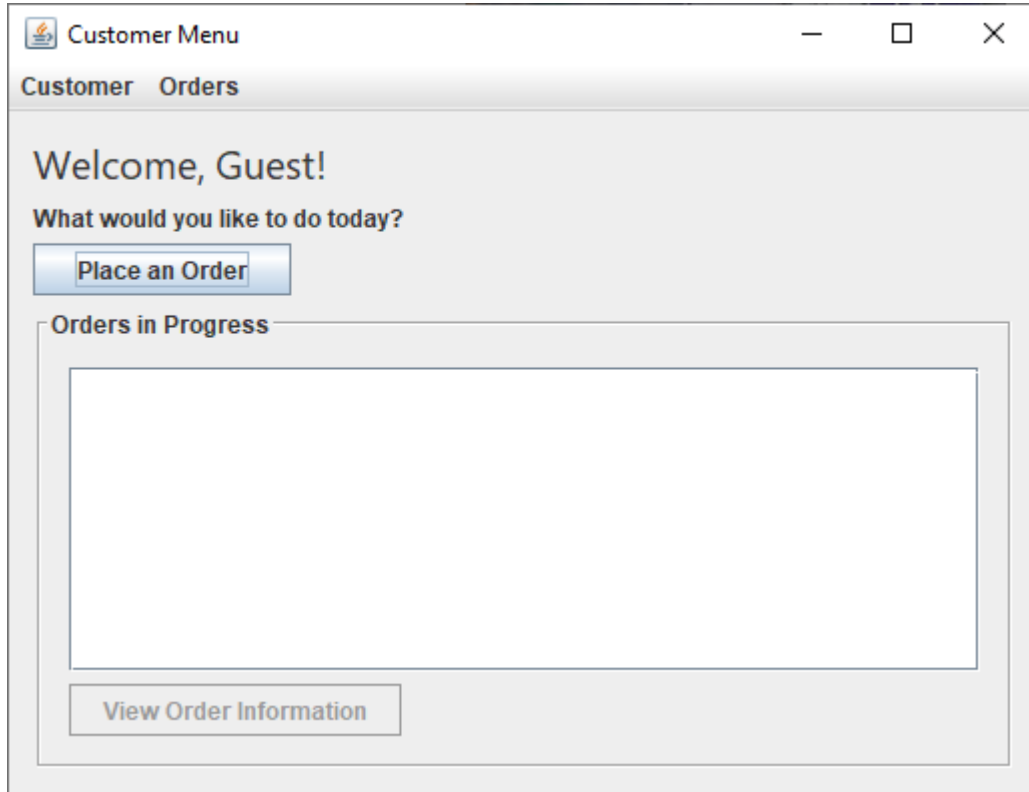 Customer Menu
Customer Orders
Welcome, Guest!
What would you like to do today?
Place an Order
Orders in Progress
View Order Information